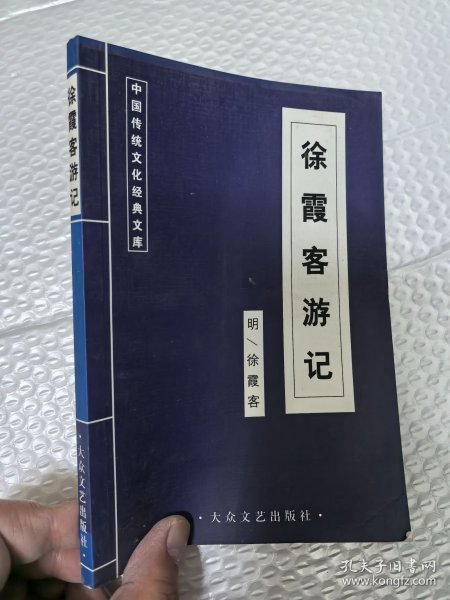 徐霞客游记
·大众文艺出版社·
中国传统文化经典文库
徐霞客游记
明/徐霞客
·大众文艺出版社·
孔夫子旧书网
www.kongfz.com